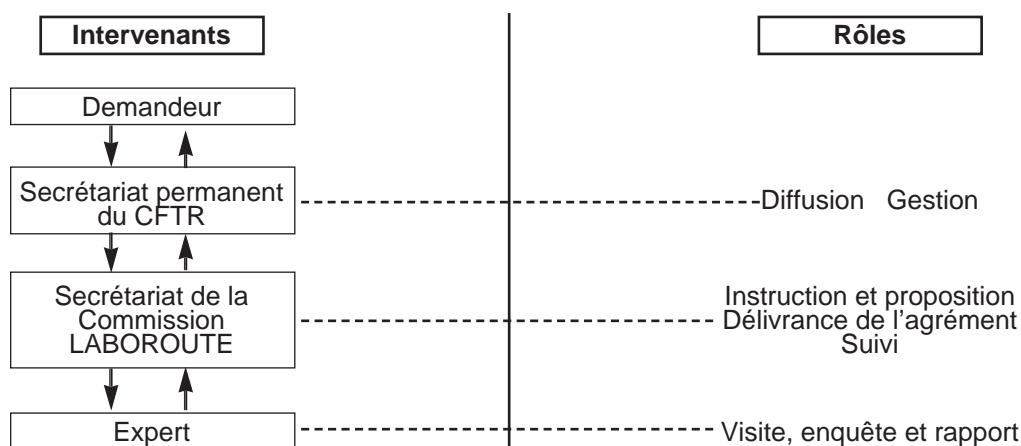 Intervenants
Rôles
Demandeur
Secrétariat permanent
du CFTR
Diffusion Gestion
Secrétariat de la
Commission
LABOROUTE
Instruction et proposition
Délivrance de l'agrément
Suivi
Expert
Visite, enquête et rapport